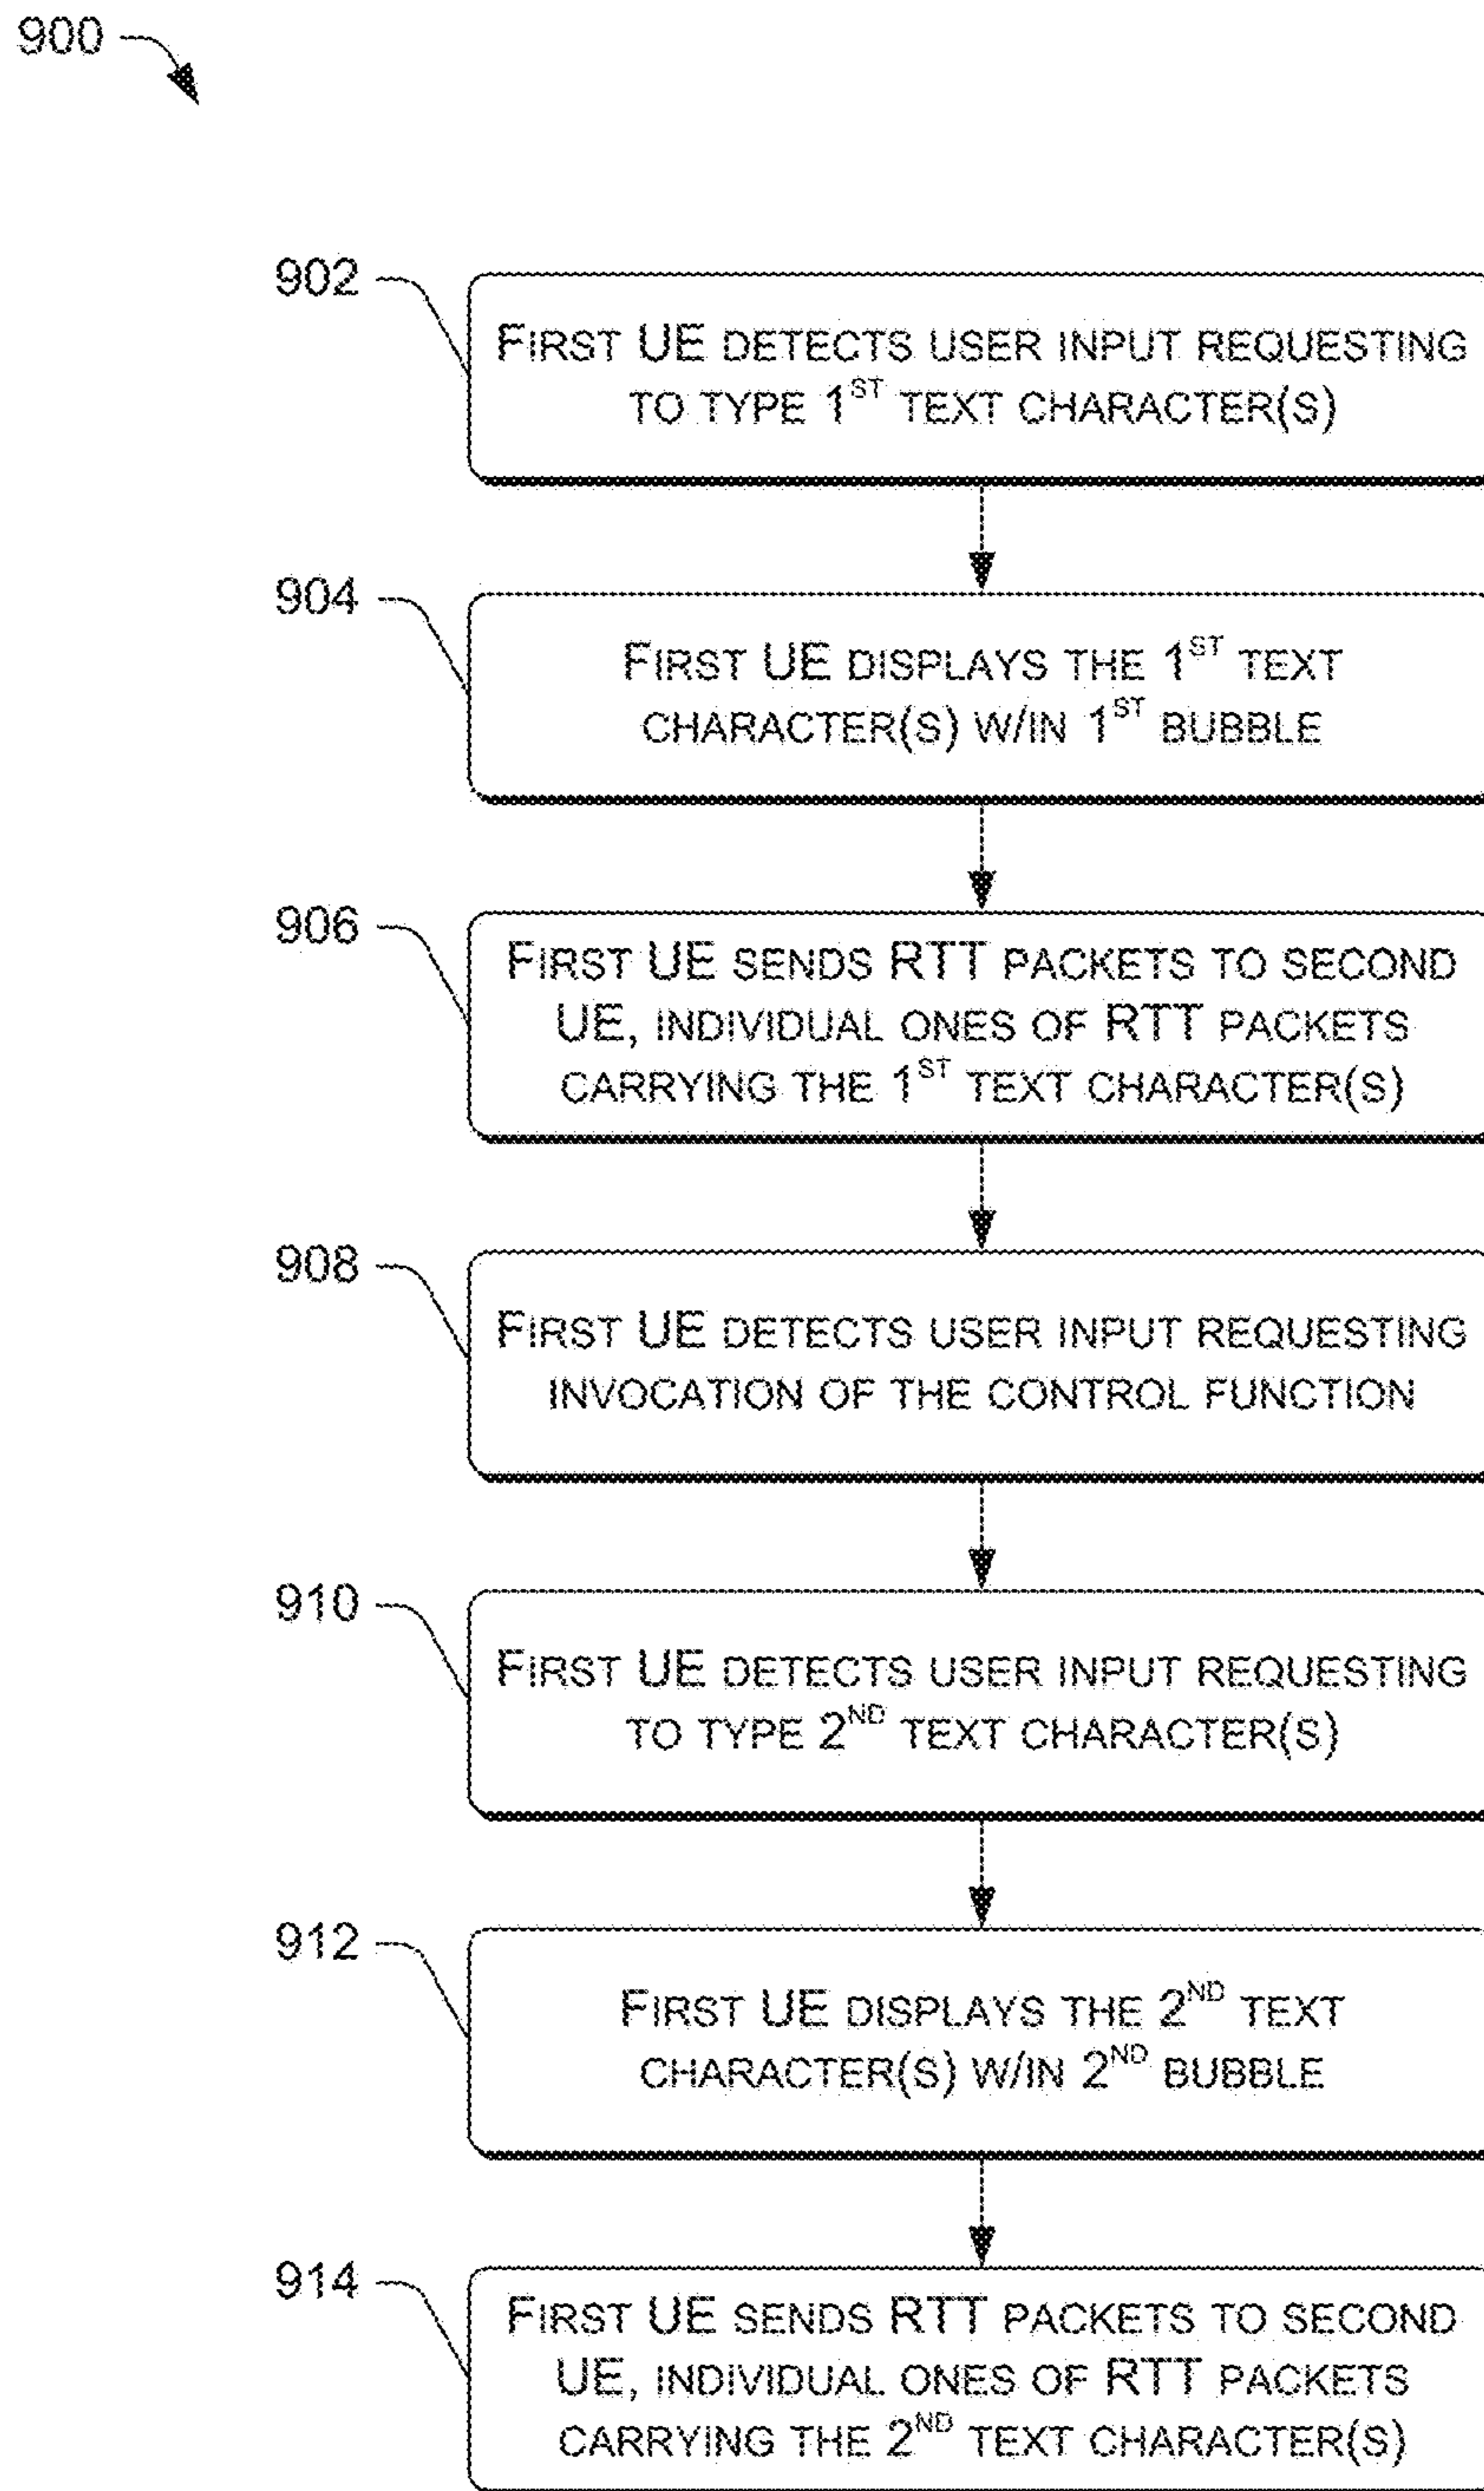 900
902
FIRST UE DETECTS USER INPUT REQUESTING
TO TYPE 1ST TEXT CHARACTER(S)
904
FIRST UE DISPLAYS THE 1ST TEXT
CHARACTER(S) W/IN 1ST BUBBLE
906
FIRST UE SENDS RTT PACKETS TO SECOND
UE, INDIVIDUAL ONES OF RTT PACKETS
CARRYING THE 1ST TEXT CHARACTER(S)
908
FIRST UE DETECTS USER INPUT REQUESTING
INVOCATION OF THE CONTROL FUNCTION
910
FIRST UE DETECTS USER INPUT REQUESTING
TO TYPE 2ND TEXT CHARACTER(S)
912
FIRST UE DISPLAYS THE 2ND TEXT
CHARACTER(S) W/IN 2ND BUBBLE
914
FIRST UE SENDS RTT PACKETS TO SECOND
UE, INDIVIDUAL ONES OF RTT PACKETS
CARRYING THE 2ND TEXT CHARACTER(S)